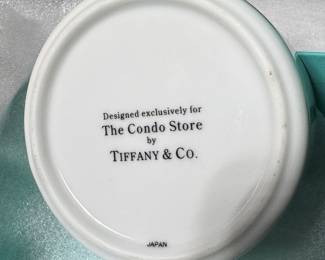 Designed exclusively for
The Condo Store
by
TIFFANY & CO.
JAPAN